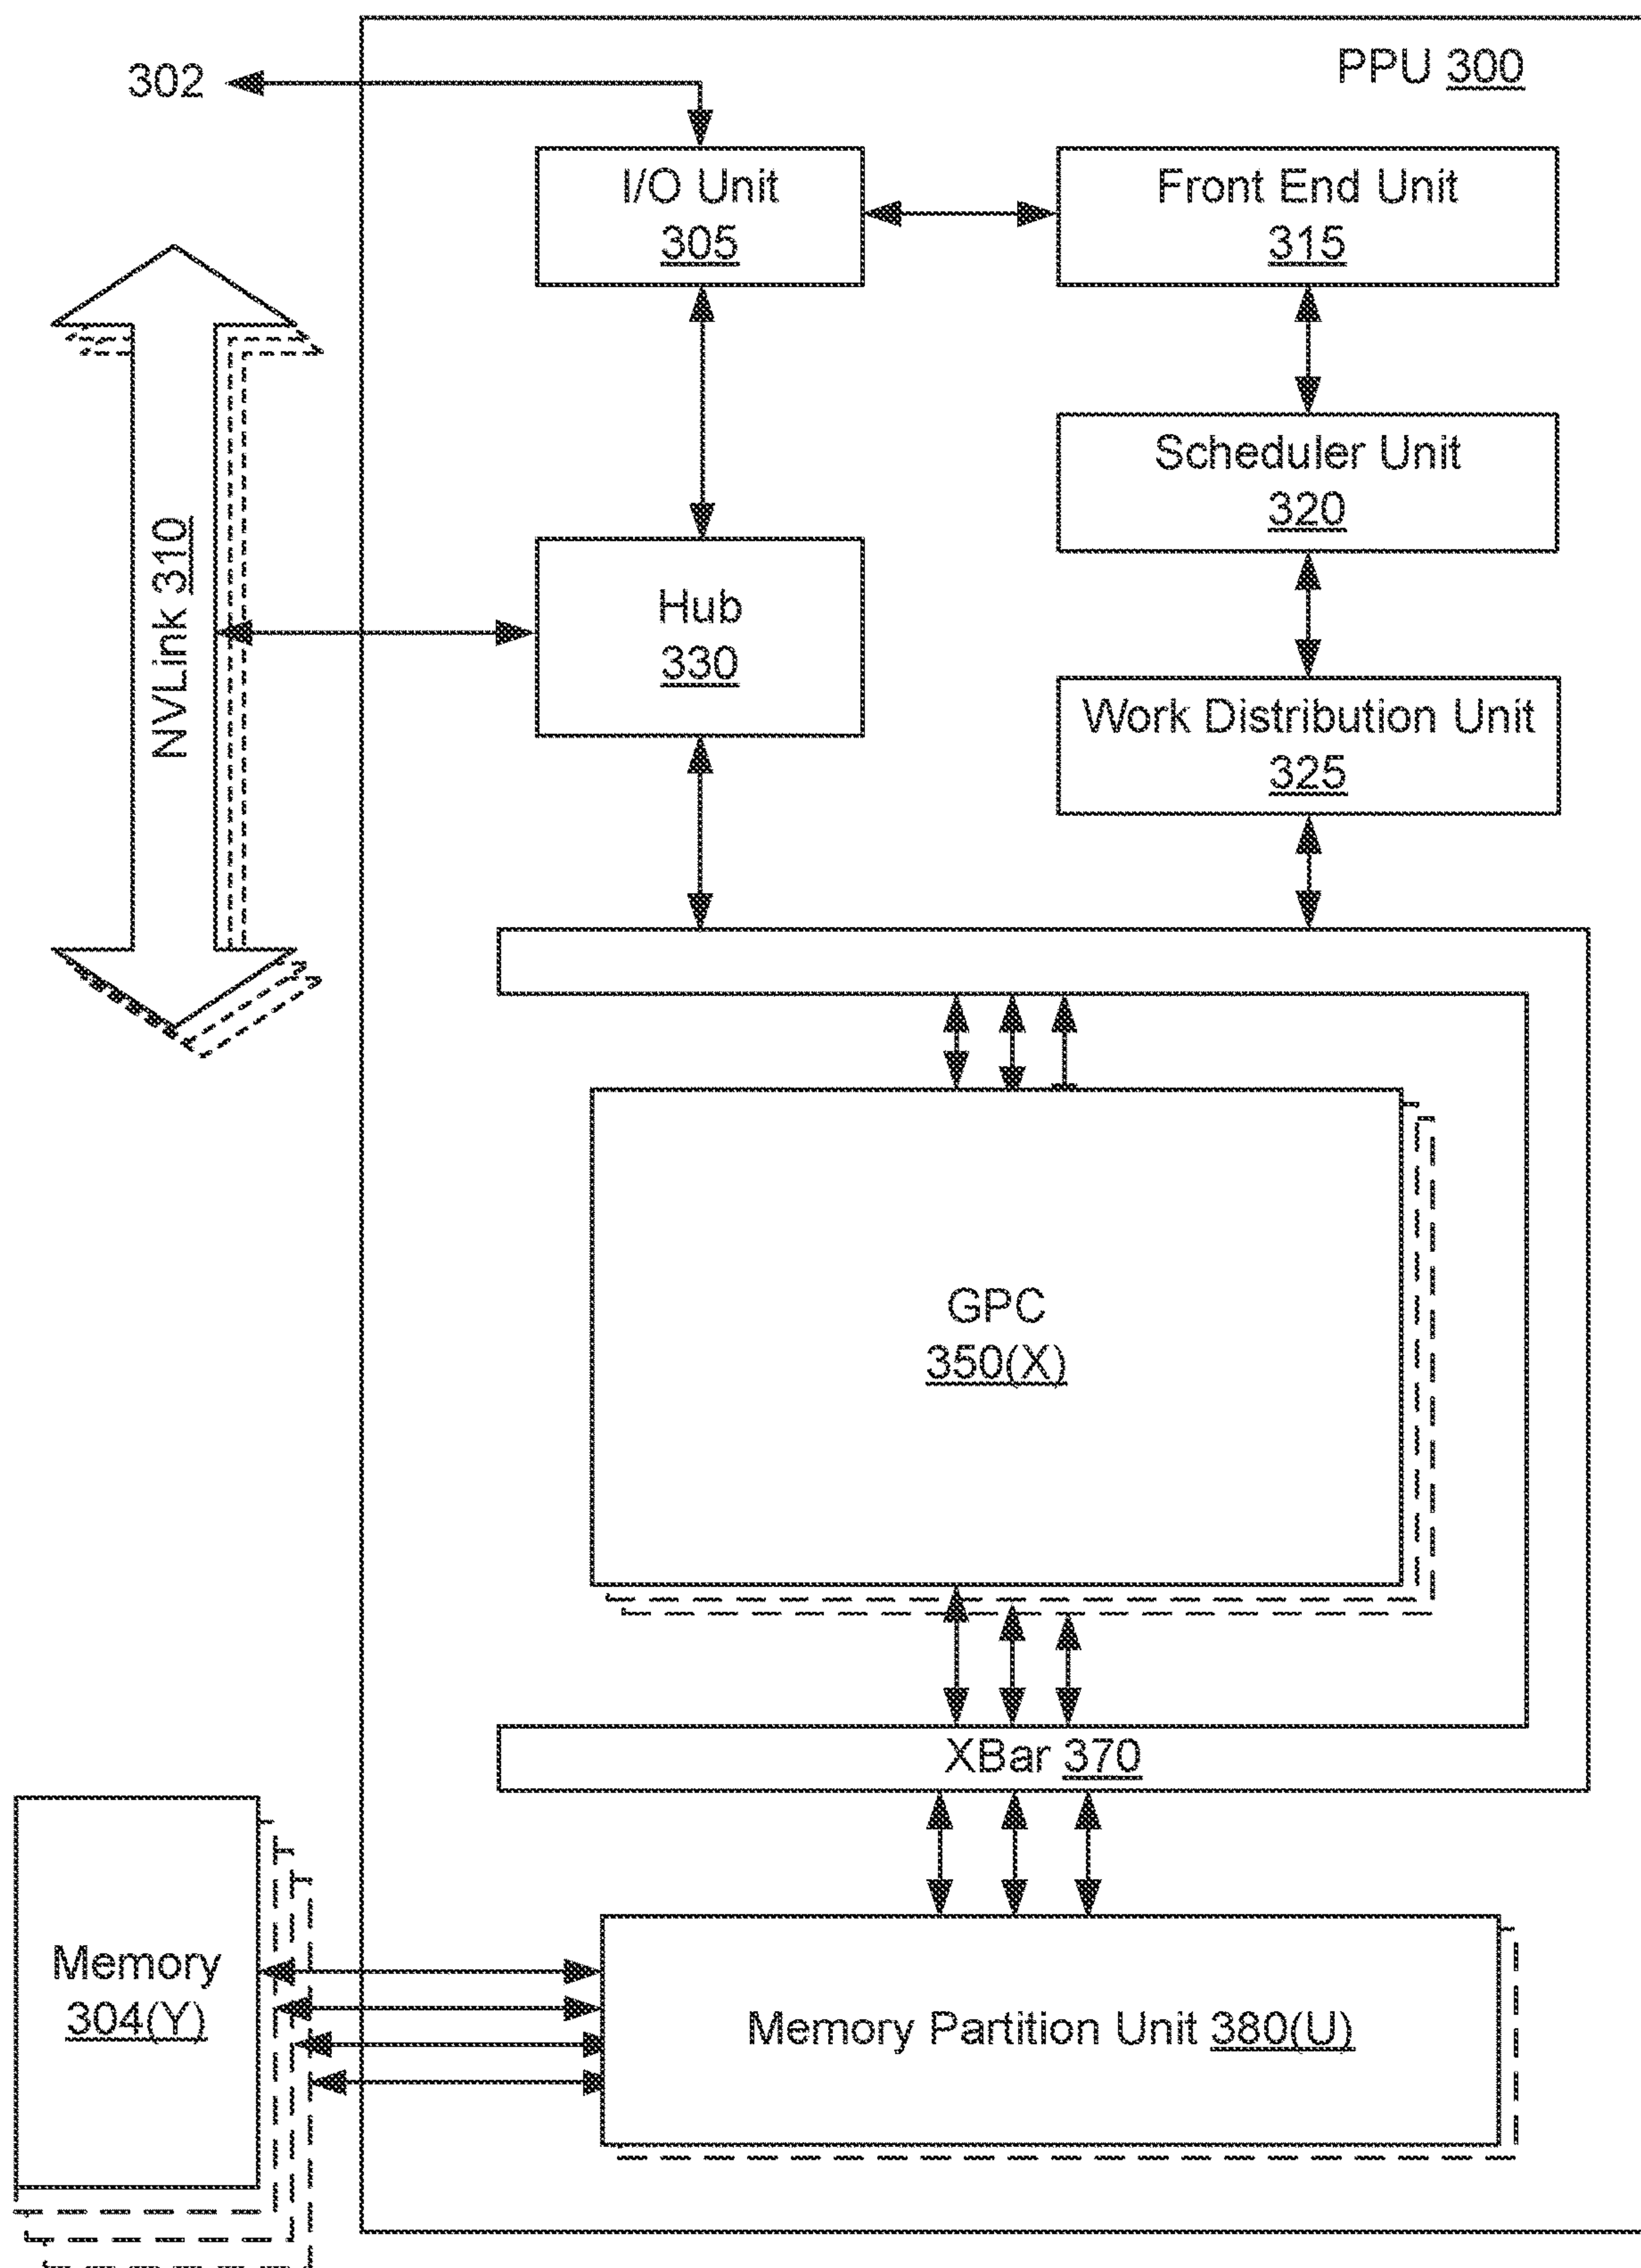 PPU 300
302
I/O Unit
305
Front End Unit
315
Scheduler Unit
320
NVLink 310
Hub
330
Work Distribution Unit
325
GPC
350(X)
XBar 370
Memory
304(Y)
Memory Partition Unit 380(U)